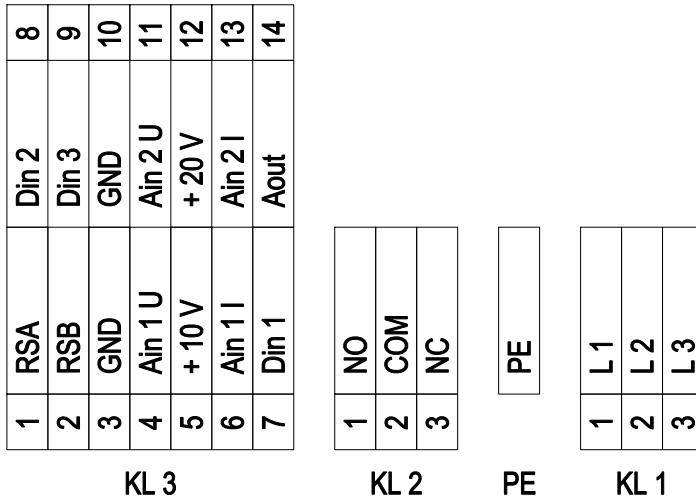 8 9 10 11 12 13 14
Din 2 Din 3 GND Ain 2 U + 20 V Ain 2 I Aout
RSA RSB GND Ain 1 U + 10 V Ain 1 I Din 1
1 2 3 4 5 6 7
KL 3
NO COM NC
1 2 3
KL 2
PE
PE
L 1 L 2 L 3
1 2 3
KL 1